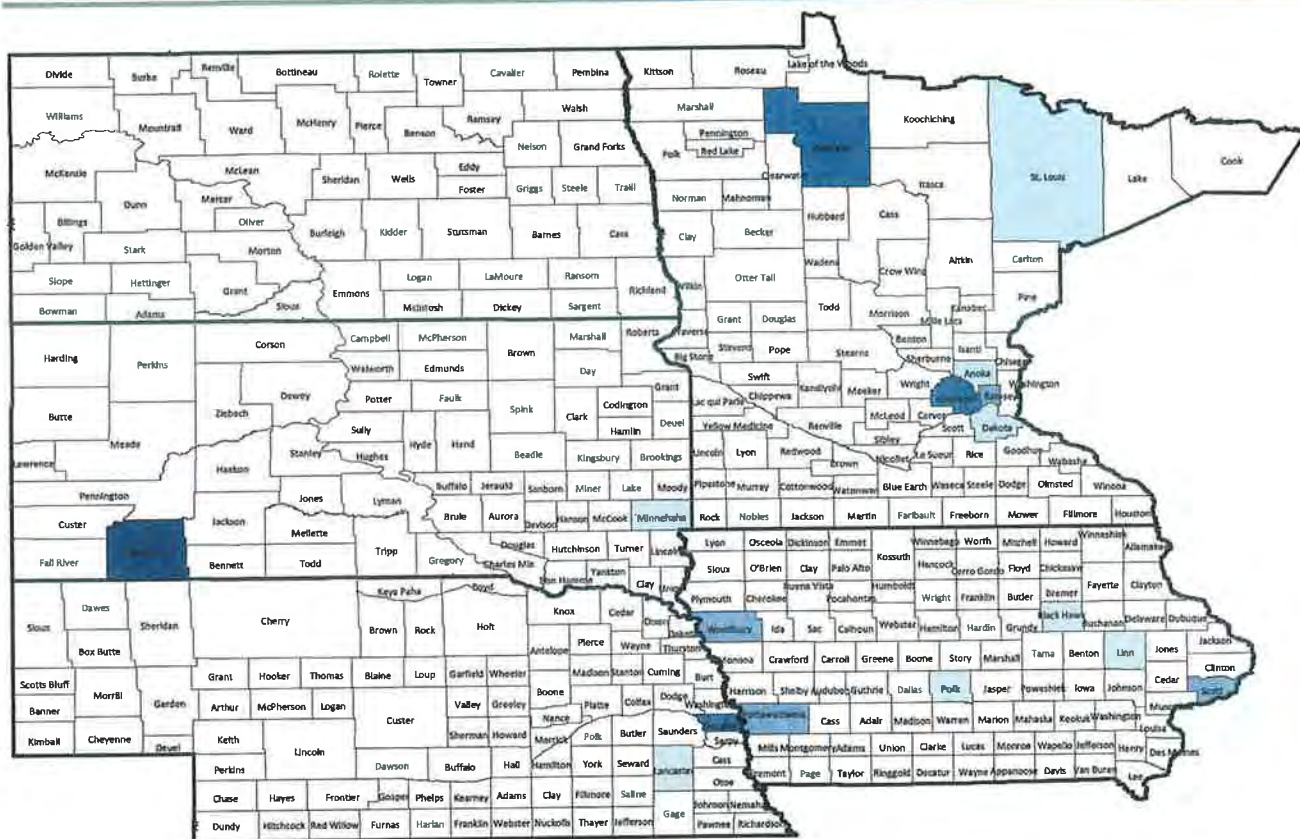 Divide Burke Renville Bottineau Rolette Towner Cavalier Pembina Kittson Roseau Lake of the Woods
Williams Mountrail Ward McHenry Pierce Benson Ramsey Walsh Marshall Koochiching
Nelson Grand Forks Pennington Red Lake Polk St. Louis Lake Cook
McKenzie McLean Sheridan Wells Eddy Foster Griggs Steele Traill Clearwater Itasca
Dunn Mercer Oliver Norman Mahnomen Hubbard Cass
Golden Valley Billings Stark Morton Burleigh Kidder Stutsman Barnes Cass Clay Becker Wadena Crow Wing Aitkin Carlton
Slope Hettinger Grant Emmons Logan LaMoure Ransom Richland Wilkin Otter Tail Todd Morrison Pine
Bowman Adams Sioux McIntosh Dickey Sargent Grant Douglas Mille Lacs Kanabec
Harding Perkins Corson Campbell McPherson Brown Marshall Roberts Traverse Stevens Pope Stearns Benton Isanti Chisago
Walworth Edmunds Day Big Stone Sherburne Anoka Washington
Butte Ziebach Dewey Potter Faulk Spink Clark Codington Grant Swift Kandiyohi Meeker Wright Ramsey
Meade Sully Hyde Hand Hamlin Deuel Lac qui Parle Chippewa McLeod Carver Scott Dakota
Lawrence Haakon Stanley Hughes Beadle Kingsbury Brookings Yellow Medicine Renville Sibley
Lincoln Lyon Redwood Brown Nicollet Le Sueur Rice Goodhue Wabasha
Pennington Jones Lyman Buffalo Jerauld Sanborn Miner Lake Moody Pipestone Murray Cottonwood Watonwan Blue Earth Waseca Steele Dodge Olmsted Winona
Custer Jackson Mellette Brule Aurora Davison Hanson McCook Minnehaha Rock Nobles Jackson Martin Faribault Freeborn Mower Fillmore Houston
Fall River Bennett Todd Tripp Gregory Douglas Charles Mix Hutchinson Turner Lincoln Lyon Osceola Dickinson Emmet Kossuth Winnebago Worth Mitchell Howard Winneshiek Allamakee
Bon Homme Yankton Clay Union Sioux O'Brien Clay Palo Alto Hancock Cerro Gordo Floyd Chickasaw Fayette Clayton
Sioux Dawes Sheridan Cherry Keya Paha Boyd Knox Cedar Dixon Plymouth Cherokee Buena Vista Pocahontas Humboldt Wright Franklin Butler Bremer
Box Butte Brown Rock Holt Antelope Pierce Wayne Dakota Thurston Woodbury Ida Sac Calhoun Webster Hamilton Hardin Grundy Black Hawk Buchanan Delaware Dubuque
Scotts Bluff Morrill Garden Grant Hooker Thomas Blaine Loup Garfield Wheeler Madison Stanton Cuming Burt Monona Crawford Carroll Greene Boone Story Marshall Tama Benton Linn Jones Jackson
Banner Arthur McPherson Logan Custer Valley Greeley Boone Platte Colfax Dodge Washington Harrison Shelby Audubon Guthrie Dallas Polk Jasper Poweshiek Iowa Johnson Cedar Clinton Scott
Kimball Cheyenne Deuel Keith Lincoln Sherman Howard Nance Merrick Polk Butler Saunders Sarpy Cass Adair Madison Warren Marion Mahaska Keokuk Washington Louisa
Perkins Dawson Buffalo Hall Hamilton York Seward Lancaster Cass Mills Montgomery Adams Union Clarke Lucas Monroe Wapello Jefferson Henry Des Moines
Chase Hayes Frontier Gosper Phelps Kearney Adams Clay Fillmore Saline Otoe Fremont Page Taylor Ringgold Decatur Wayne Appanoose Davis Van Buren Lee
Dundy Hitchcock Red Willow Furnas Harlan Franklin Webster Nuckolls Thayer Jefferson Gage Johnson Nemaha Pawnee Richardson